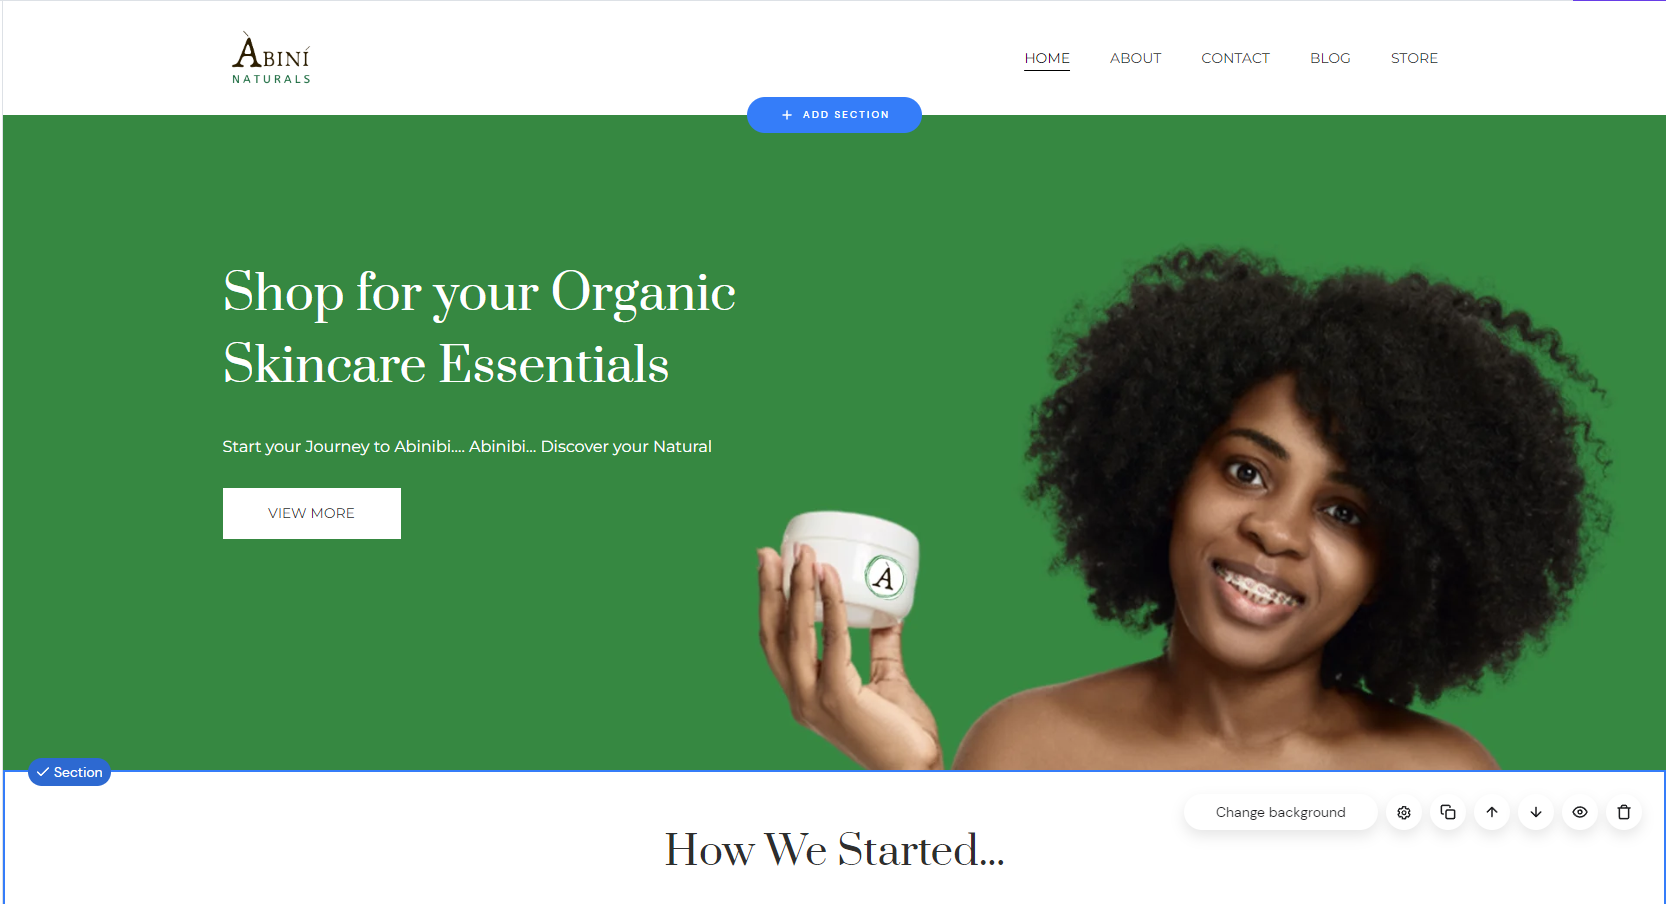 ÀBINÍ
NATURALS
HOME
ABOUT
CONTACT
BLOG
STORE
+ ADD SECTION
Shop for your Organic
Skincare Essentials
Start your Journey to Abinibi.... Abinibi... Discover your Natural
VIEW MORE
À
Section
Change background
How We Started...